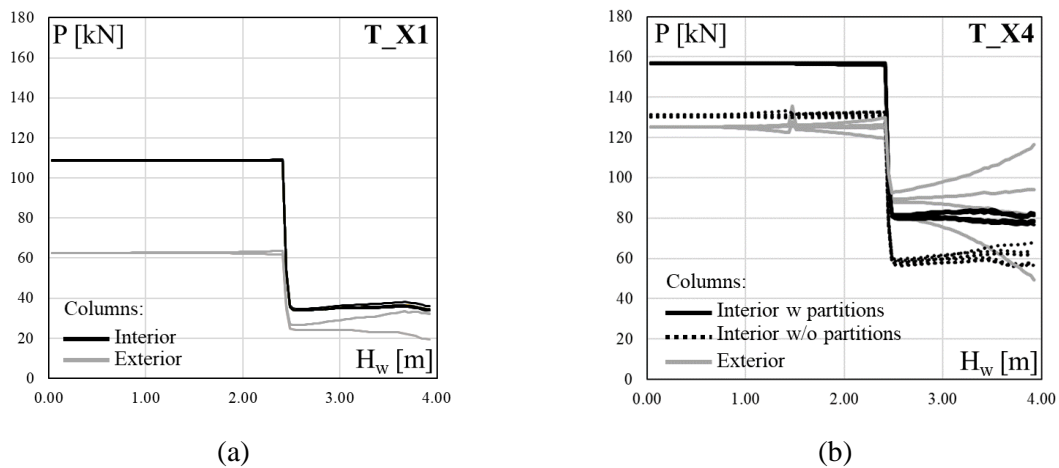 P [kN] T_X1
180
160
140
120
100
80
60
40
20
0
Columns:
Interior
Exterior
H_w [m]
0.00 1.00 2.00 3.00 4.00
(a)
P [kN] T_X4
180
160
140
120
100
80
60
40
20
0
Columns:
Interior w partitions
Interior w/o partitions
Exterior
H_w [m]
0.00 1.00 2.00 3.00 4.00
(b)